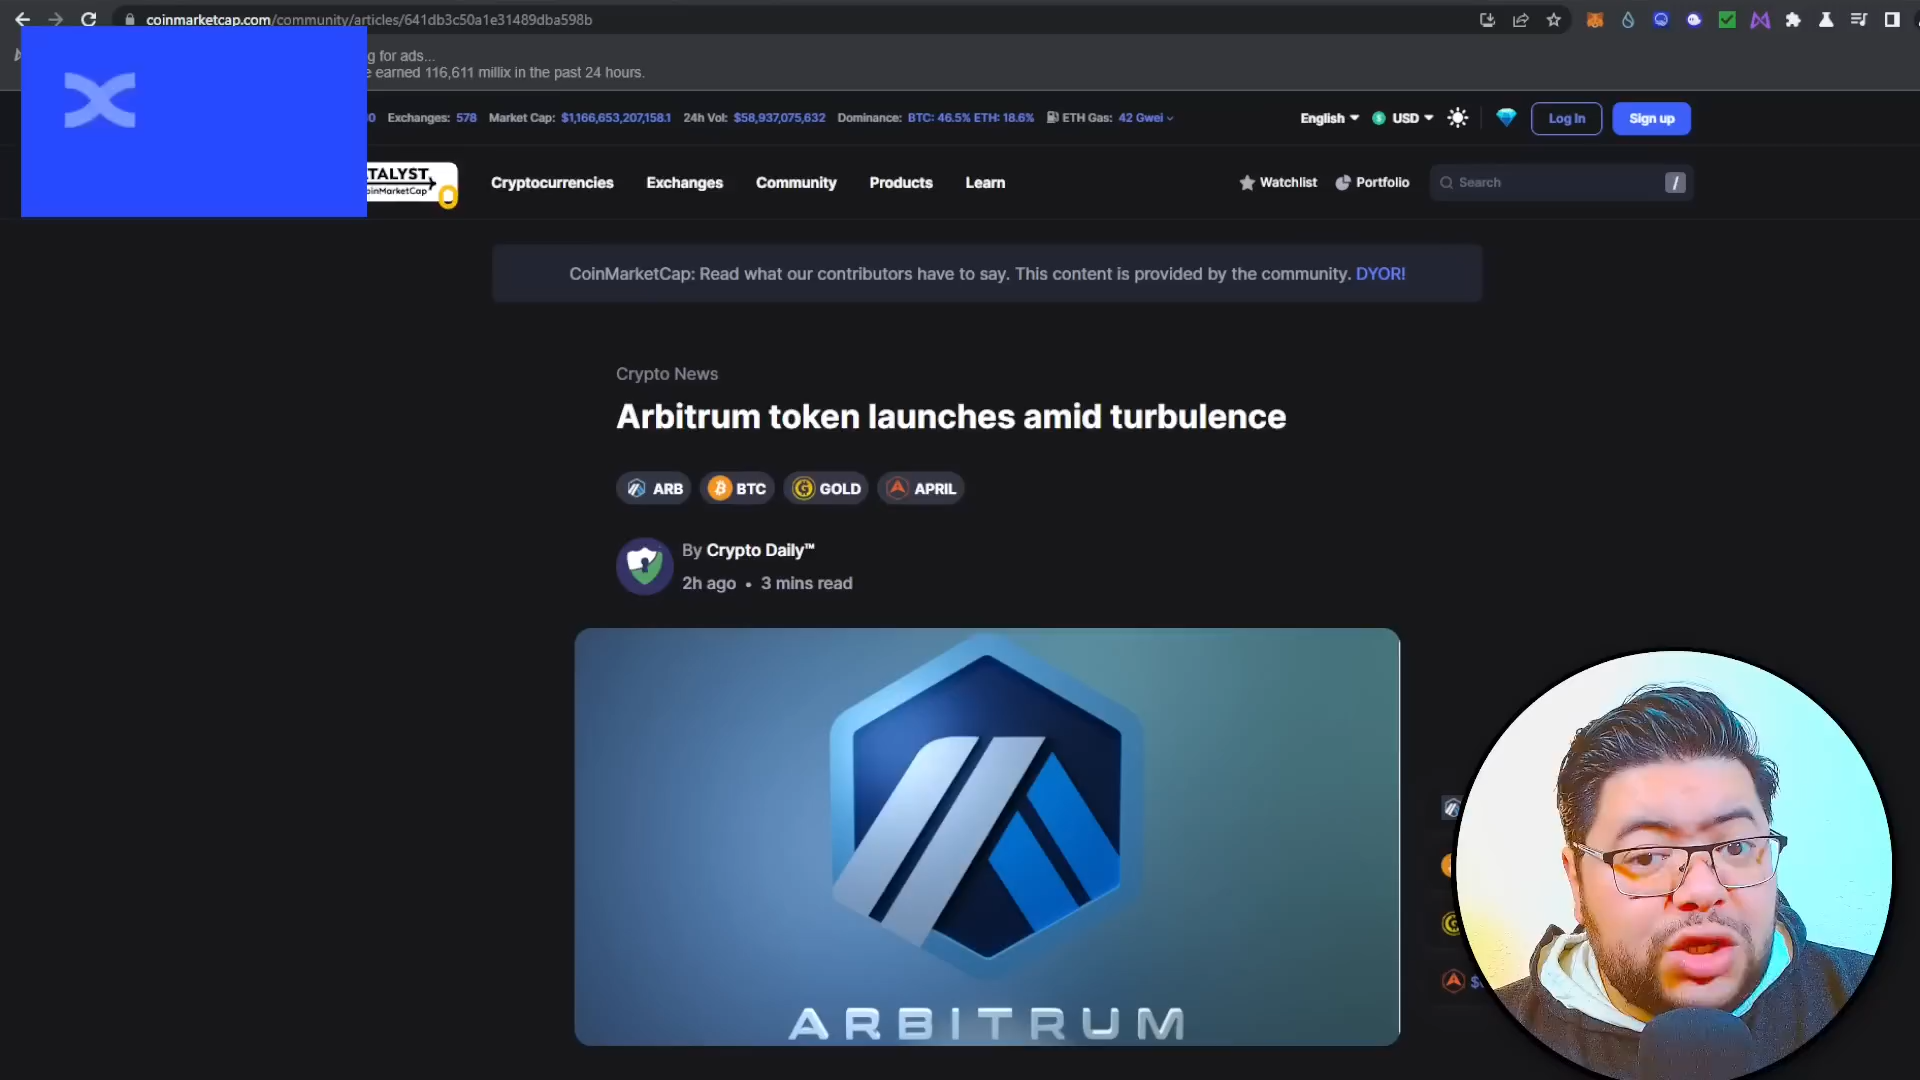 coinmarketcap.com/community/articles/641db3c50a1e31489dba598b
g for ads...
e earned 116,611 millix in the past 24 hours.
Exchanges: 578 Market Cap: $1,166,653,207,158.1 24h Vol: $58,937,075,632 Dominance: BTC: 46.5% ETH: 18.6% ETH Gas: 42 Gwei
English USD Log In Sign up
TALYST
oinMarketCap
Cryptocurrencies Exchanges Community Products Learn Watchlist Portfolio Search /
CoinMarketCap: Read what our contributors have to say. This content is provided by the community. DYOR!
Crypto News
Arbitrum token launches amid turbulence
ARB BTC GOLD APRIL
By Crypto Daily™
2h ago • 3 mins read
ARBITRUM